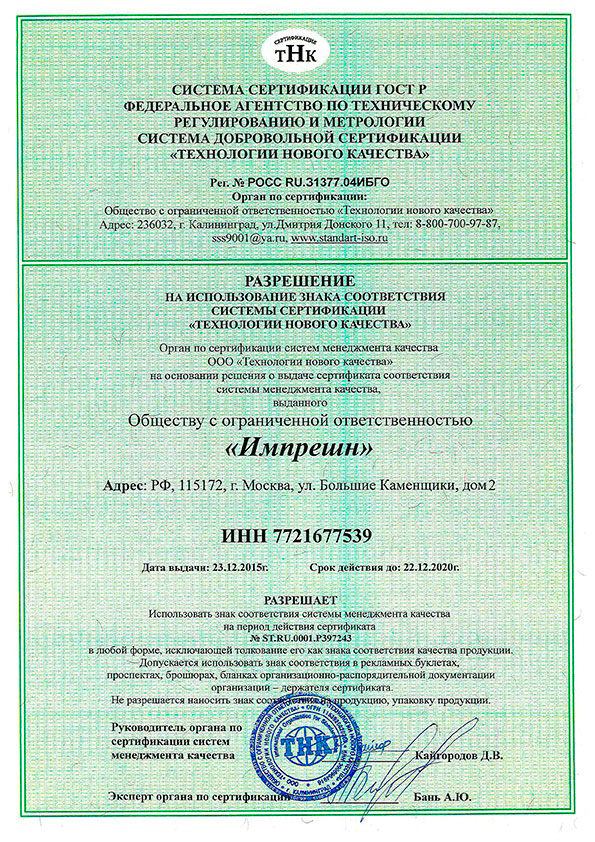 СЕРТИФИКАЦИЯ
ТНК
СИСТЕМА СЕРТИФИКАЦИИ ГОСТ Р
ФЕДЕРАЛЬНОЕ АГЕНТСТВО ПО ТЕХНИЧЕСКОМУ
РЕГУЛИРОВАНИЮ И МЕТРОЛОГИИ
СИСТЕМА ДОБРОВОЛЬНОЙ СЕРТИФИКАЦИИ
«ТЕХНОЛОГИИ НОВОГО КАЧЕСТВА»
Рег. № РОСС RU.З1377.04ИБГО
Орган по сертификации:
Общество с ограниченной ответственностью «Технологии нового качества»
Адрес: 236032, г. Калининград, ул.Дмитрия Донского 11, тел: 8-800-700-97-87,
sss9001@ya.ru, www.standart-iso.ru
РАЗРЕШЕНИЕ
НА ИСПОЛЬЗОВАНИЕ ЗНАКА СООТВЕТСТВИЯ
СИСТЕМЫ СЕРТИФИКАЦИИ
«ТЕХНОЛОГИИ НОВОГО КАЧЕСТВА»
Орган по сертификации систем менеджмента качества
ООО «Технологии нового качества»
на основании решения о выдаче сертификата соответствия
системы менеджмента качества,
выданного
Обществу с ограниченной ответственностью
«Импрешн»
Адрес: РФ, 115172, г. Москва, ул. Большие Каменщики, дом 2
ИНН 7721677539
Дата выдачи: 23.12.2015г. Срок действия до: 22.12.2020г.
РАЗРЕШАЕТ
Использовать знак соответствия системы менеджмента качества
на период действия сертификата
№ ST.RU.0001.P397243
в любой форме, исключающей толкование его как знака соответствия качества продукции.
Допускается использовать знак соответствия в рекламных буклетах,
проспектах, брошюрах, бланках организационно-распорядительной документации
организации – держателя сертификата.
Не разрешается наносить знак соответствия на продукцию, упаковку продукции.
Руководитель органа по
сертификации систем
менеджмента качества
Кайгородов Д.В.
ТНК
г. КАЛИНИНГРАД
Эксперт органа по сертификации
Бань А.Ю.